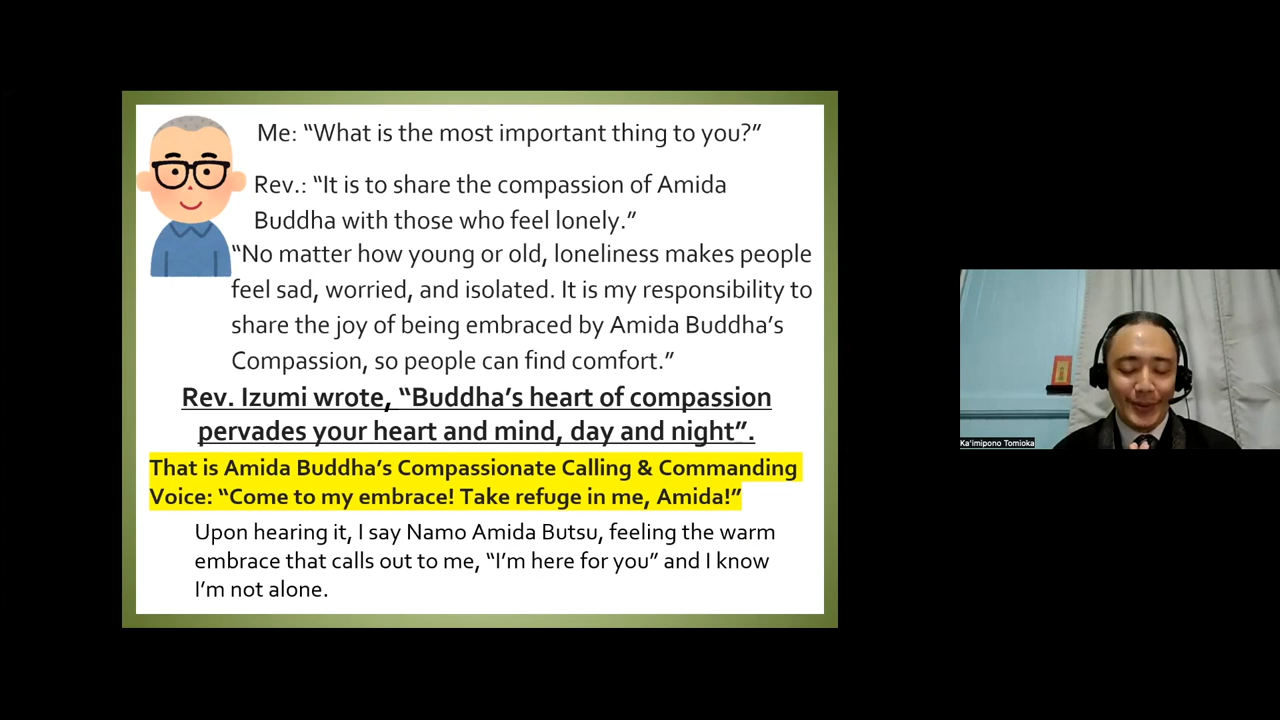 Me: “What is the most important thing to you?”
Rev.: “It is to share the compassion of Amida
Buddha with those who feel lonely.”
“No matter how young or old, loneliness makes people
feel sad, worried, and isolated. It is my responsibility to
share the joy of being embraced by Amida Buddha’s
Compassion, so people can find comfort.”
Rev. Izumi wrote, “Buddha’s heart of compassion
pervades your heart and mind, day and night”.
That is Amida Buddha’s Compassionate Calling & Commanding
Voice: “Come to my embrace! Take refuge in me, Amida!”
Upon hearing it, I say Namo Amida Butsu, feeling the warm
embrace that calls out to me, “I’m here for you” and I know
I’m not alone.
Ka'imipono Tomioka